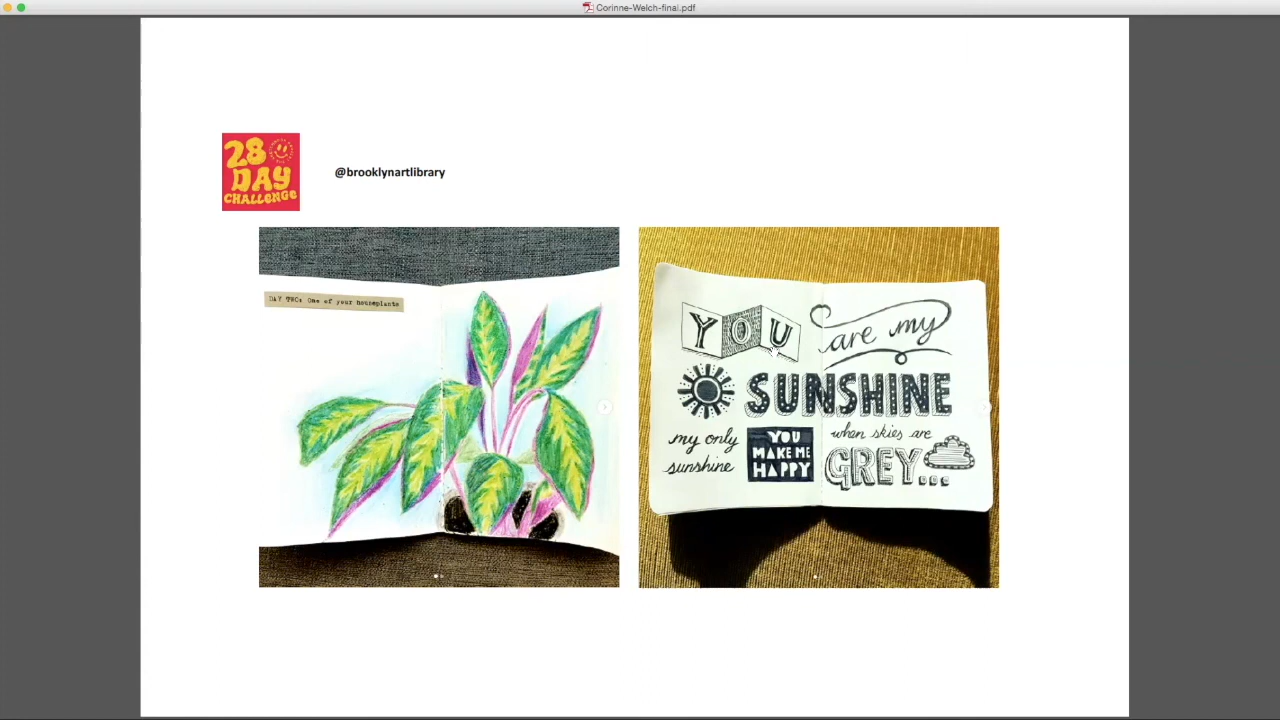 Corinne-Welch-final.pdf
28
DAY
CHALLENGE
@brooklynartlibrary
DAY TWO: One of your houseplants
YOU are my
SUNSHINE
my only
sunshine
YOU
MAKE ME
HAPPY
when skies are
GREY...